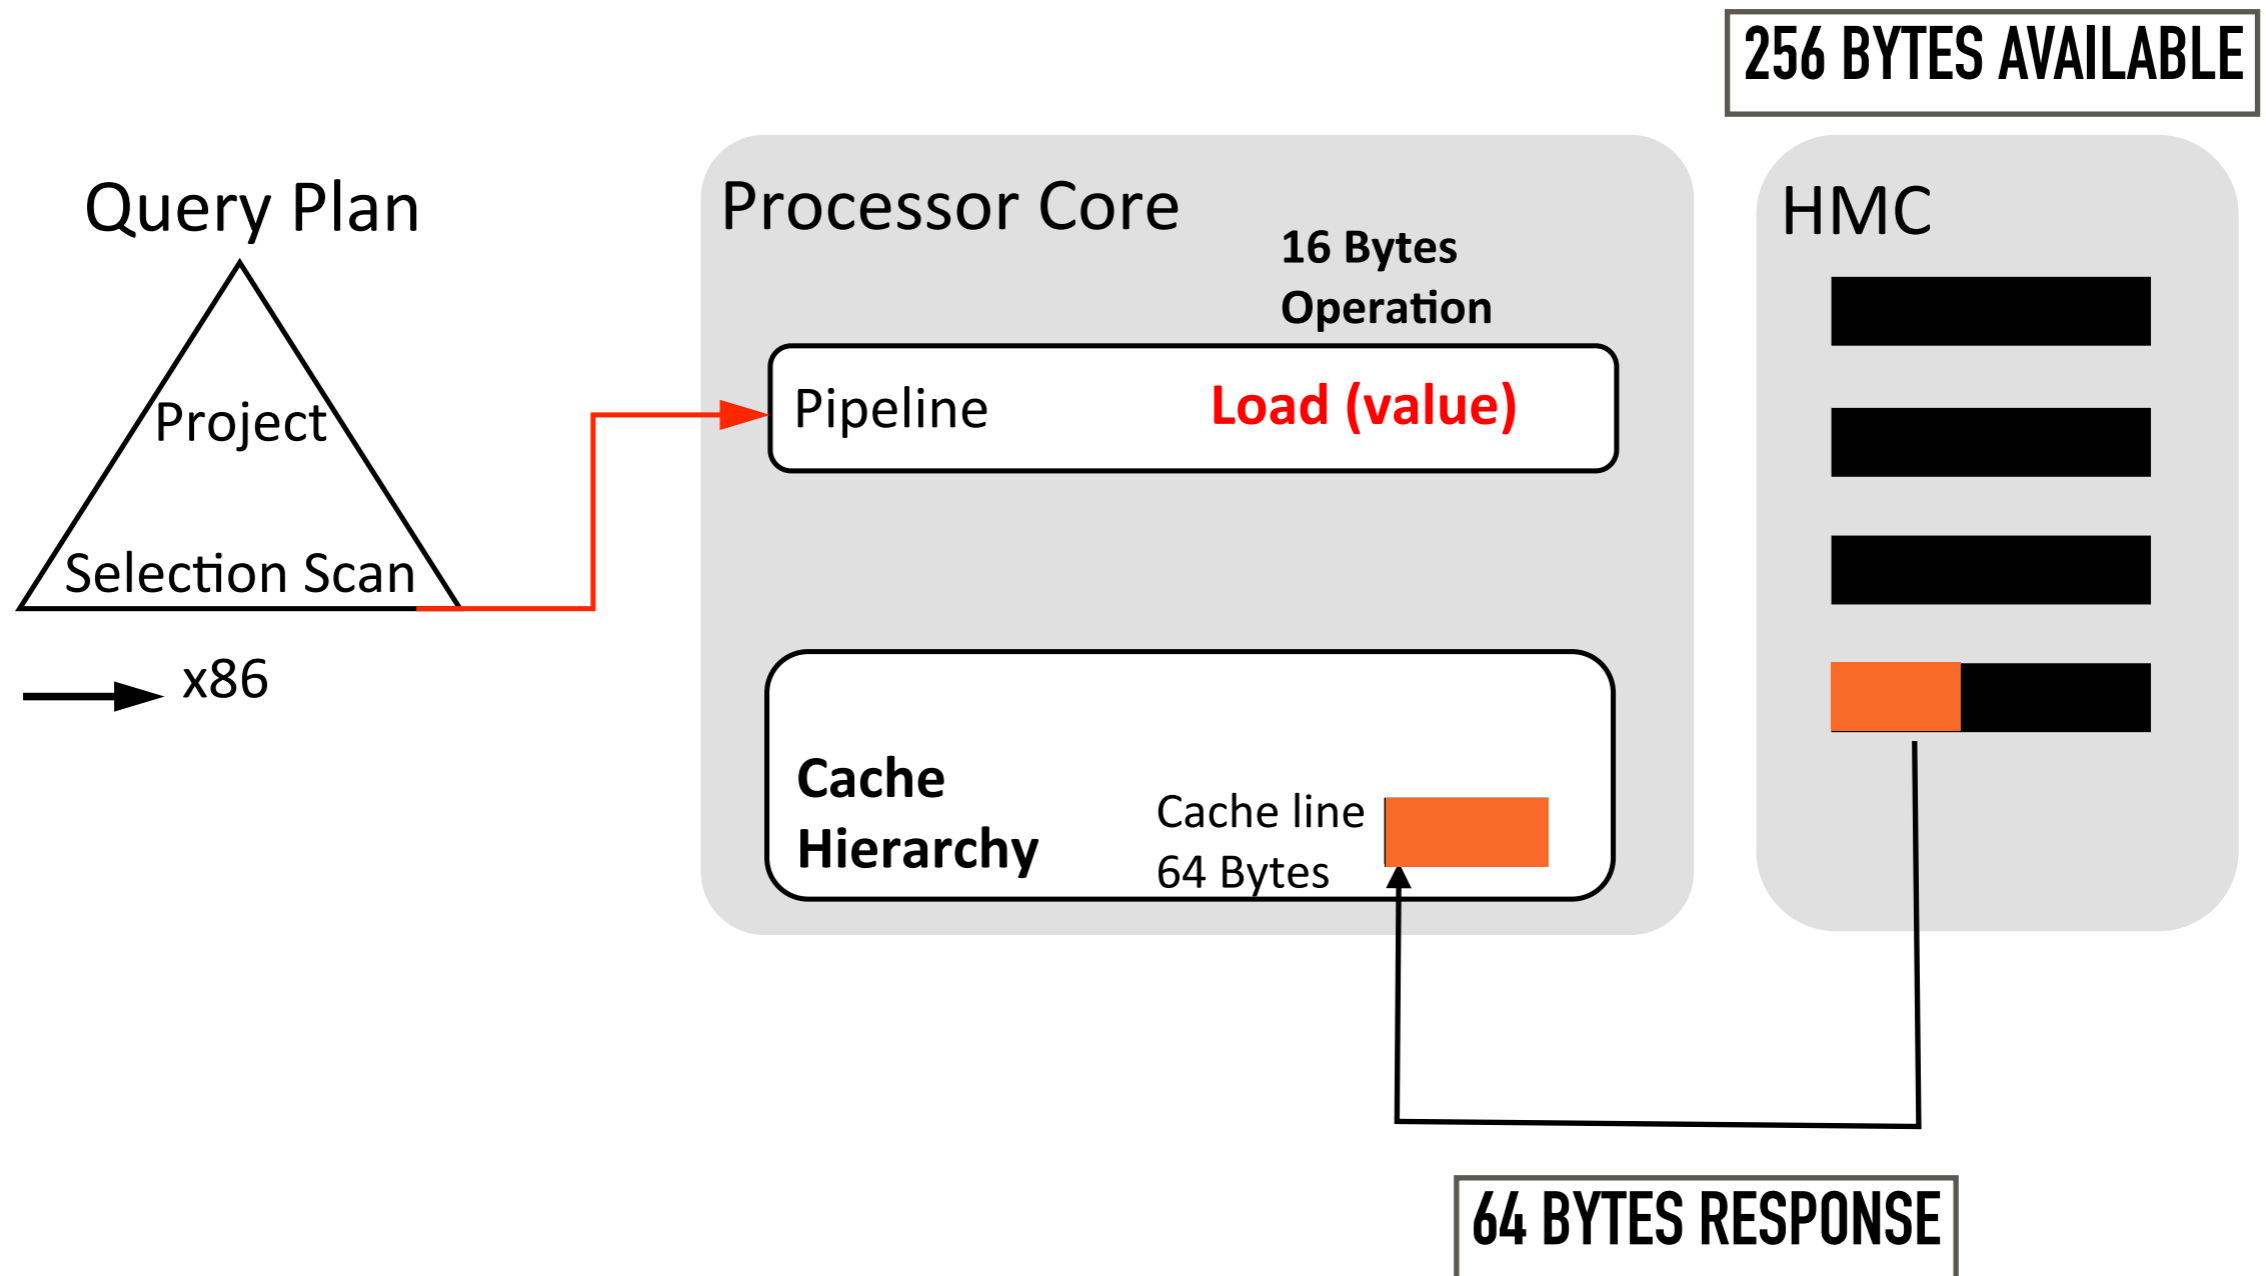 256 BYTES AVAILABLE
Query Plan
Project
Selection Scan
x86
Processor Core
16 Bytes
Operation
Pipeline
Load (value)
Cache
Hierarchy
Cache line
64 Bytes
HMC
64 BYTES RESPONSE